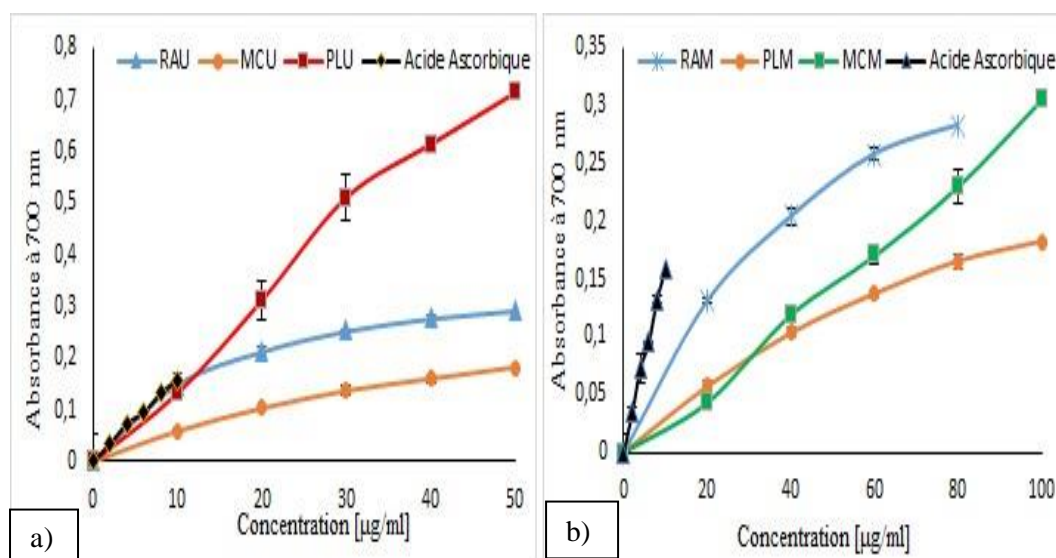 RAU MCU PLU Acide Ascorbique
Absorbance à 700 nm
0,8
0,7
0,6
0,5
0,4
0,3
0,2
0,1
0
0 10 20 30 40 50
Concentration [µg/ml]
a)
RAM PLM MCM Acide Ascorbique
Absorbance à 700 nm
0,35
0,3
0,25
0,2
0,15
0,1
0,05
0
0 20 40 60 80 100
Concentration [µg/ml]
b)